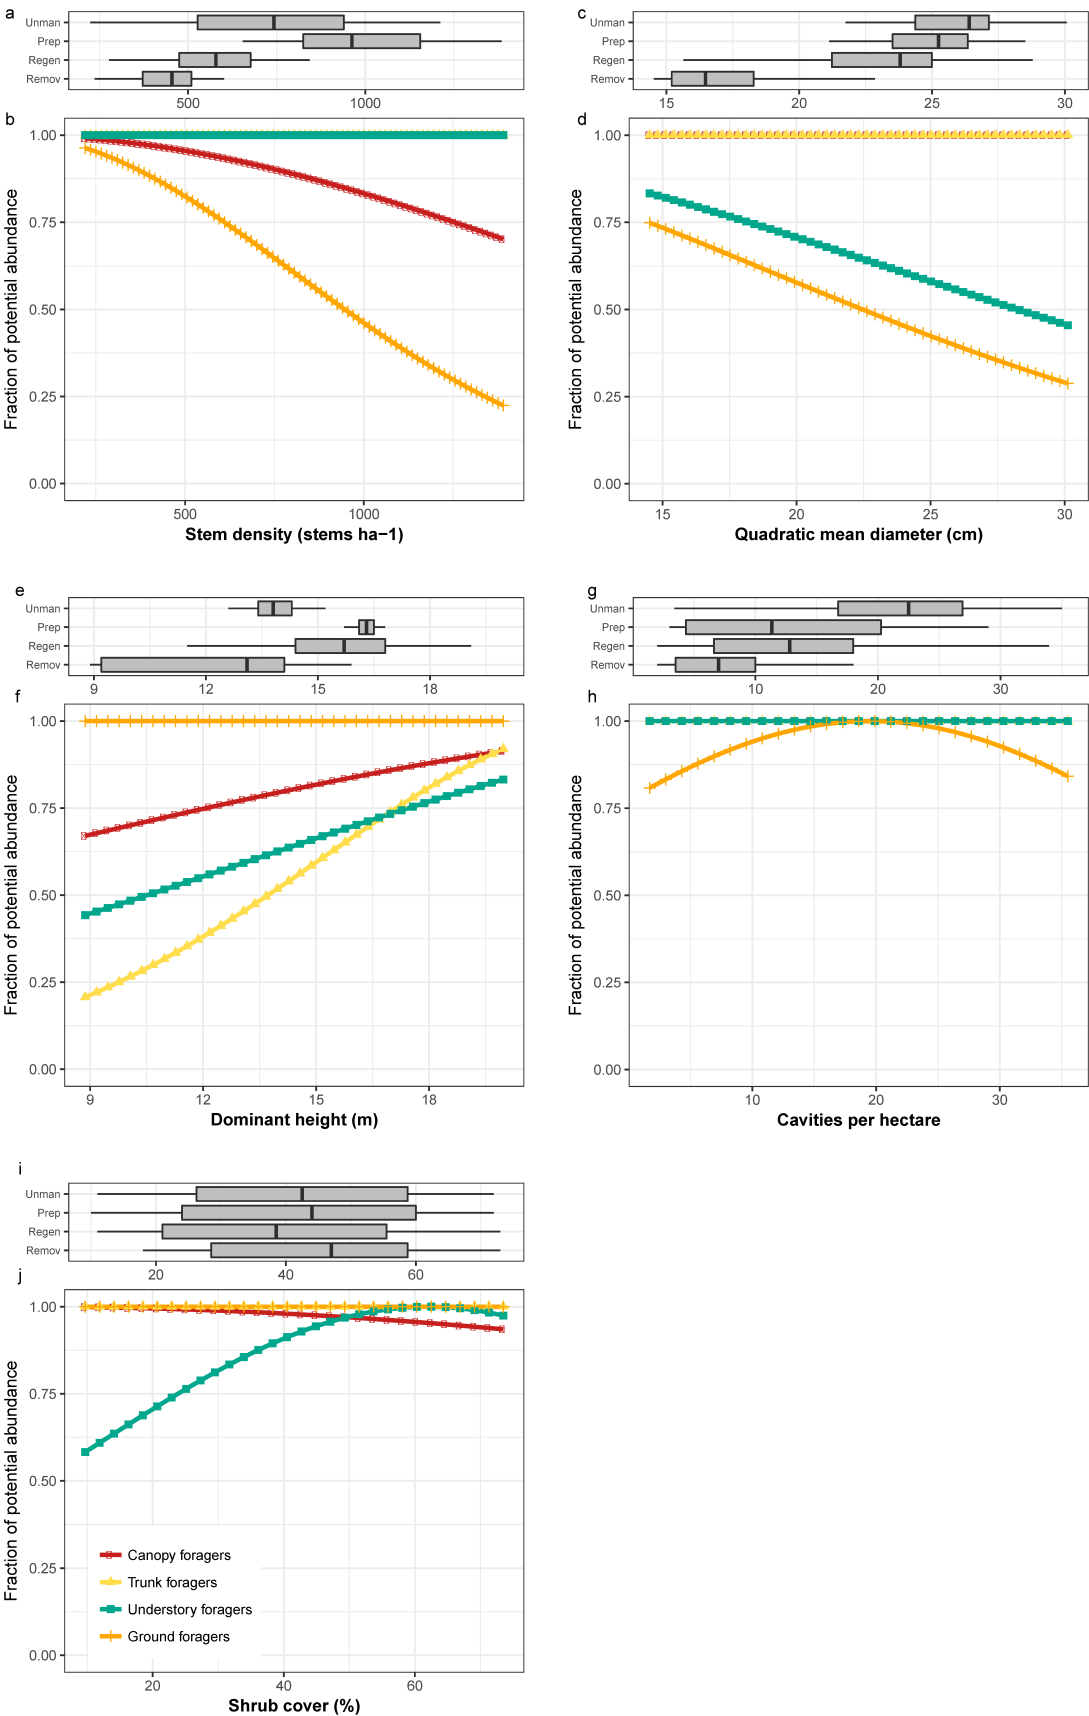 a
Unman
Prep
Regen
Remov
500 1000
b
1.00
0.75
0.50
0.25
0.00
Fraction of potential abundance
500 1000
Stem density (stems ha−1)
c
Unman
Prep
Regen
Remov
15 20 25 30
d
1.00
0.75
0.50
0.25
0.00
Fraction of potential abundance
15 20 25 30
Quadratic mean diameter (cm)
e
Unman
Prep
Regen
Remov
9 12 15 18
f
1.00
0.75
0.50
0.25
0.00
Fraction of potential abundance
9 12 15 18
Dominant height (m)
g
Unman
Prep
Regen
Remov
10 20 30
h
1.00
0.75
0.50
0.25
0.00
Fraction of potential abundance
10 20 30
Cavities per hectare
i
Unman
Prep
Regen
Remov
20 40 60
j
1.00
0.75
0.50
0.25
0.00
Fraction of potential abundance
Canopy foragers
Trunk foragers
Understory foragers
Ground foragers
20 40 60
Shrub cover (%)